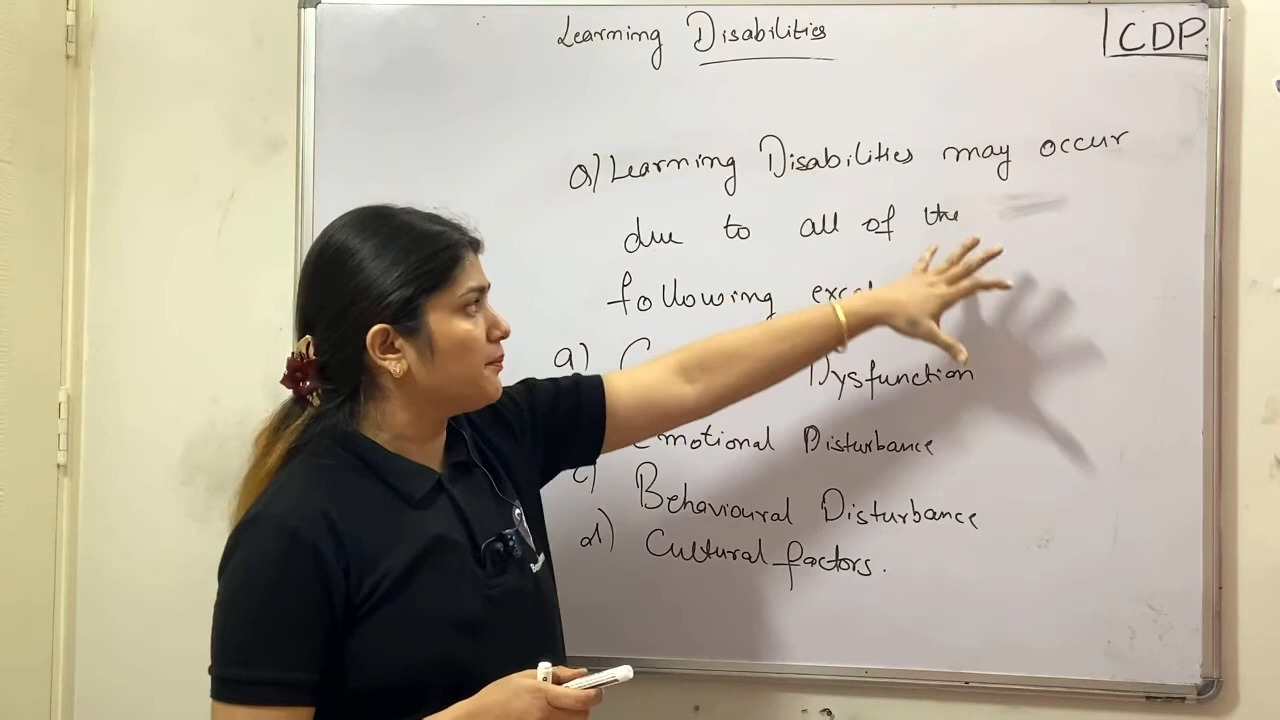 Learning Disabilities
CDP
Q) Learning Disabilities may occur
due to all of the
following
a) Dysfunction
Emotional Disturbance
c) Behavioural Disturbance
d) Cultural factors.